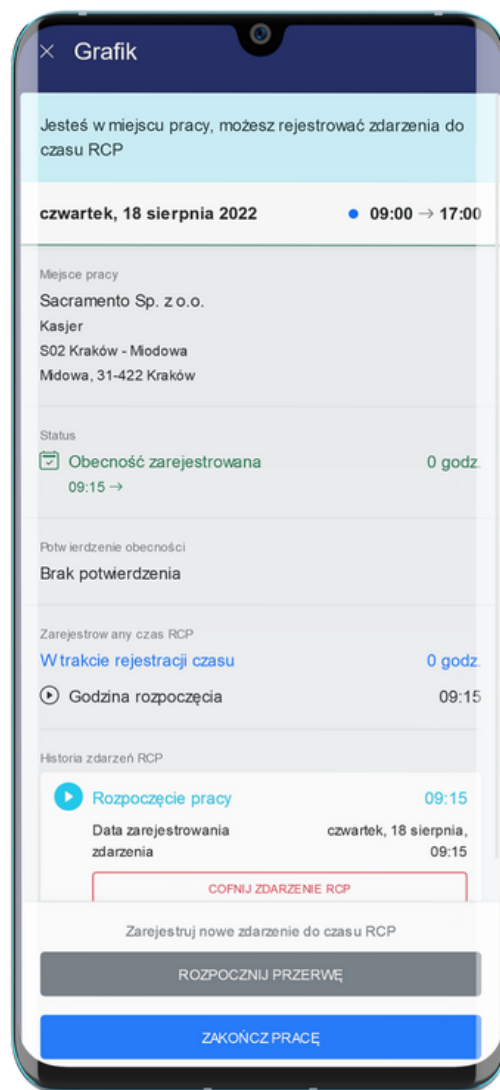 Grafik
Jesteś w miejscu pracy, możesz rejestrować zdarzenia do
czasu RCP
czwartek, 18 sierpnia 2022 09:00 → 17:00
Miejsce pracy
Sacramento Sp. z o.o.
Kasjer
S02 Kraków - Miodowa
Midowa, 31-422 Kraków
Status
Obecność zarejestrowana 0 godz.
09:15 →
Potwierdzenie obecności
Brak potwierdzenia
Zarejestrowany czas RCP
W trakcie rejestracji czasu 0 godz.
Godzina rozpoczęcia 09:15
Historia zdarzeń RCP
Rozpoczęcie pracy 09:15
Data zarejestrowania czwartek, 18 sierpnia,
zdarzenia 09:15
COFNIJ ZDARZENIE RCP
Zarejestruj nowe zdarzenie do czasu RCP
ROZPOCZNIJ PRZERWĘ
ZAKOŃCZ PRACĘ